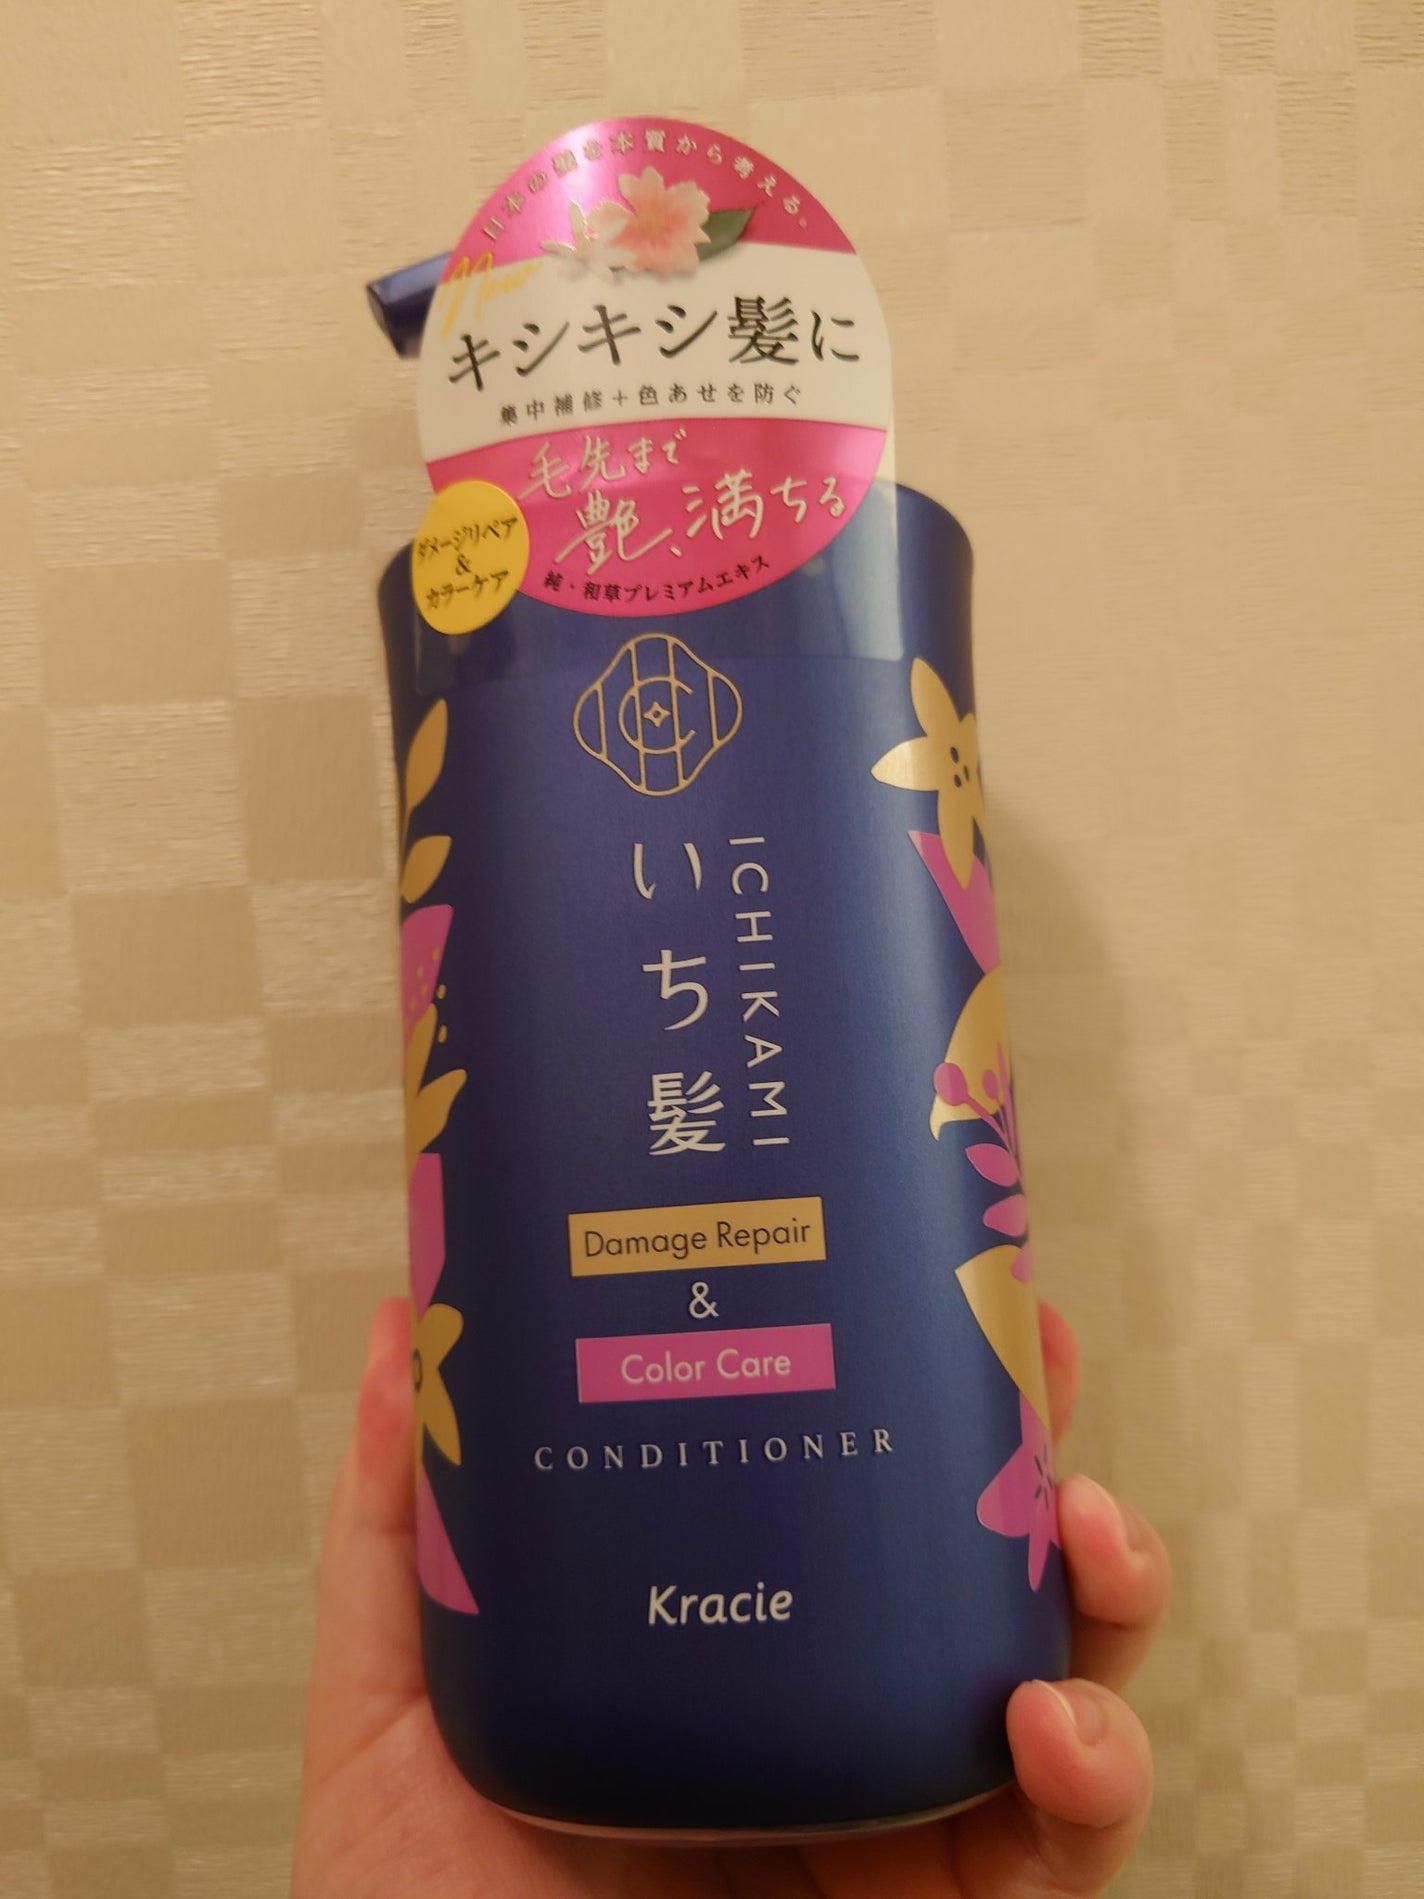 日本の髪を本質から考える。
New
キシキシ髪に
集中補修+色あせを防ぐ
毛先まで
艶、満ちる
純・和草プレミアムエキス
ダメージリペア
&
カラーケア
いち髪
ICHIKAMI
Damage Repair
&
Color Care
CONDITIONER
Kracie